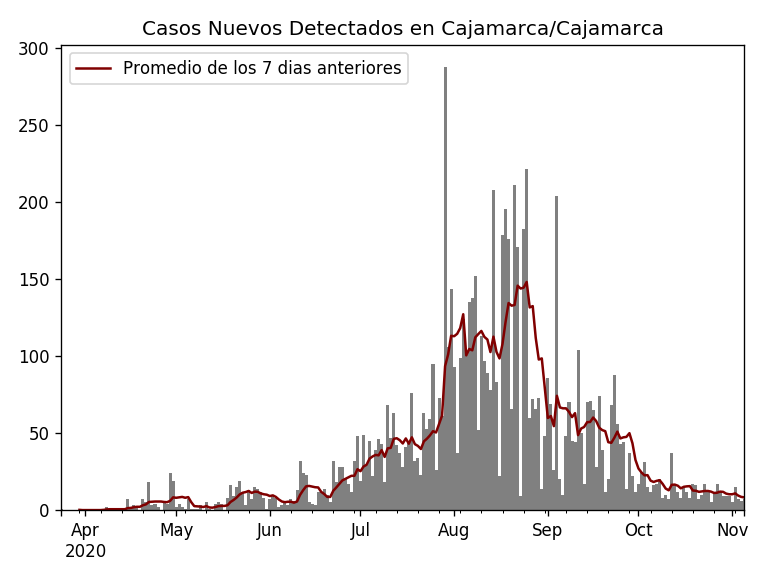 Casos Nuevos Detectados en Cajamarca/Cajamarca
Promedio de los 7 dias anteriores
300
250
200
150
100
50
0
Apr May Jun Jul Aug Sep Oct Nov
2020